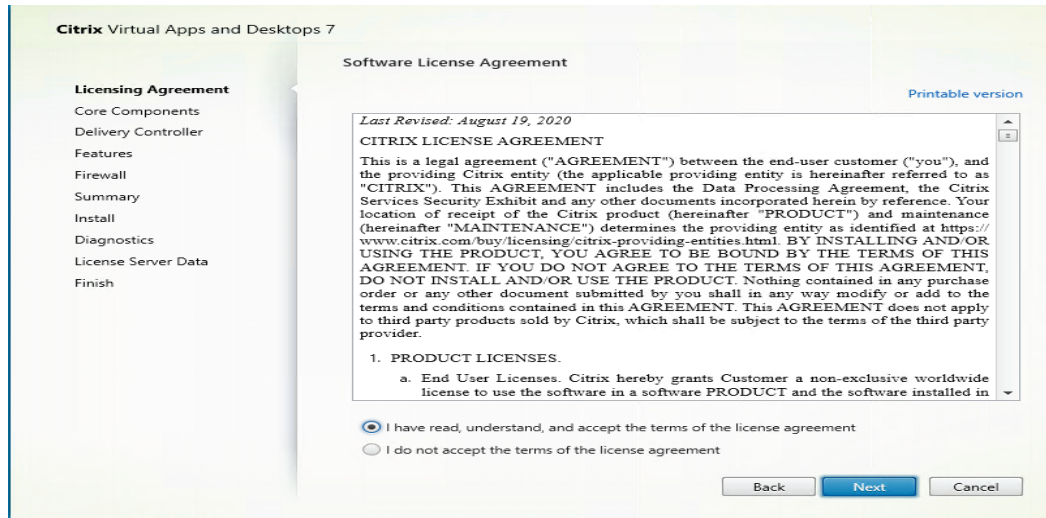 Citrix Virtual Apps and Desktops 7
Licensing Agreement
Core Components
Delivery Controller
Features
Firewall
Summary
Install
Diagnostics
License Server Data
Finish
Software License Agreement
Printable version
Last Revised: August 19, 2020
CITRIX LICENSE AGREEMENT
This is a legal agreement ("AGREEMENT") between the end-user customer ("you"), and
the providing Citrix entity (the applicable providing entity is hereinafter referred to as
"CITRIX"). This AGREEMENT includes the Data Processing Agreement, the Citrix
Services Security Exhibit and any other documents incorporated herein by reference. Your
location of receipt of the Citrix product (hereinafter "PRODUCT") and maintenance
(hereinafter "MAINTENANCE") determines the providing entity as identified at https://
www.citrix.com/buy/licensing/citrix-providing-entities.html. BY INSTALLING AND/OR
USING THE PRODUCT, YOU AGREE TO BE BOUND BY THE TERMS OF THIS
AGREEMENT. IF YOU DO NOT AGREE TO THE TERMS OF THIS AGREEMENT,
DO NOT INSTALL AND/OR USE THE PRODUCT. Nothing contained in any purchase
order or any other document submitted by you shall in any way modify or add to the
terms and conditions contained in this AGREEMENT. This AGREEMENT does not apply
to third party products sold by Citrix, which shall be subject to the terms of the third party
provider.
1. PRODUCT LICENSES.
a. End User Licenses. Citrix hereby grants Customer a non-exclusive worldwide
license to use the software in a software PRODUCT and the software installed in
I have read, understand, and accept the terms of the license agreement
I do not accept the terms of the license agreement
Back Next Cancel